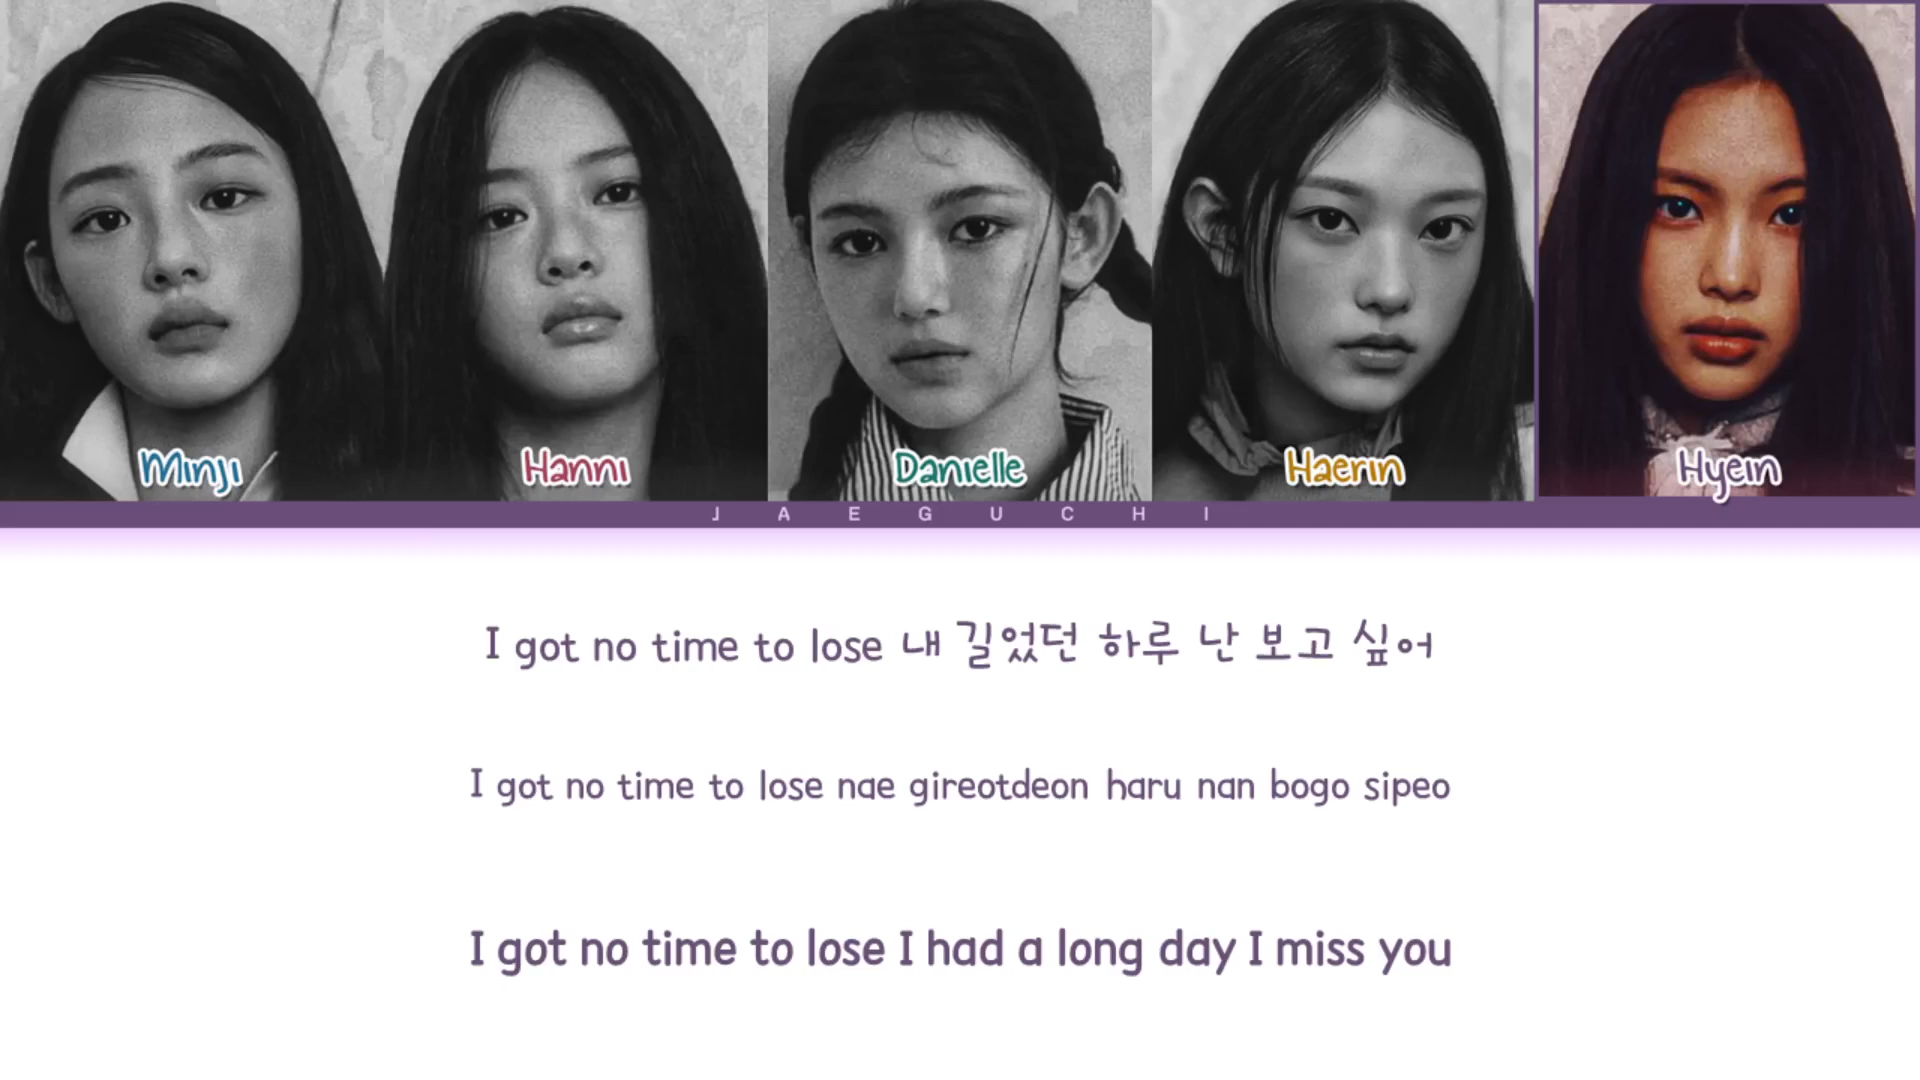 Minji
Hanni
Danielle
Haerin
Hyein
JAEGUCHI
I got no time to lose 내 길었던 하루 난 보고 싶어
I got no time to lose nae gireotdeon haru nan bogo sipeo
I got no time to lose I had a long day I miss you